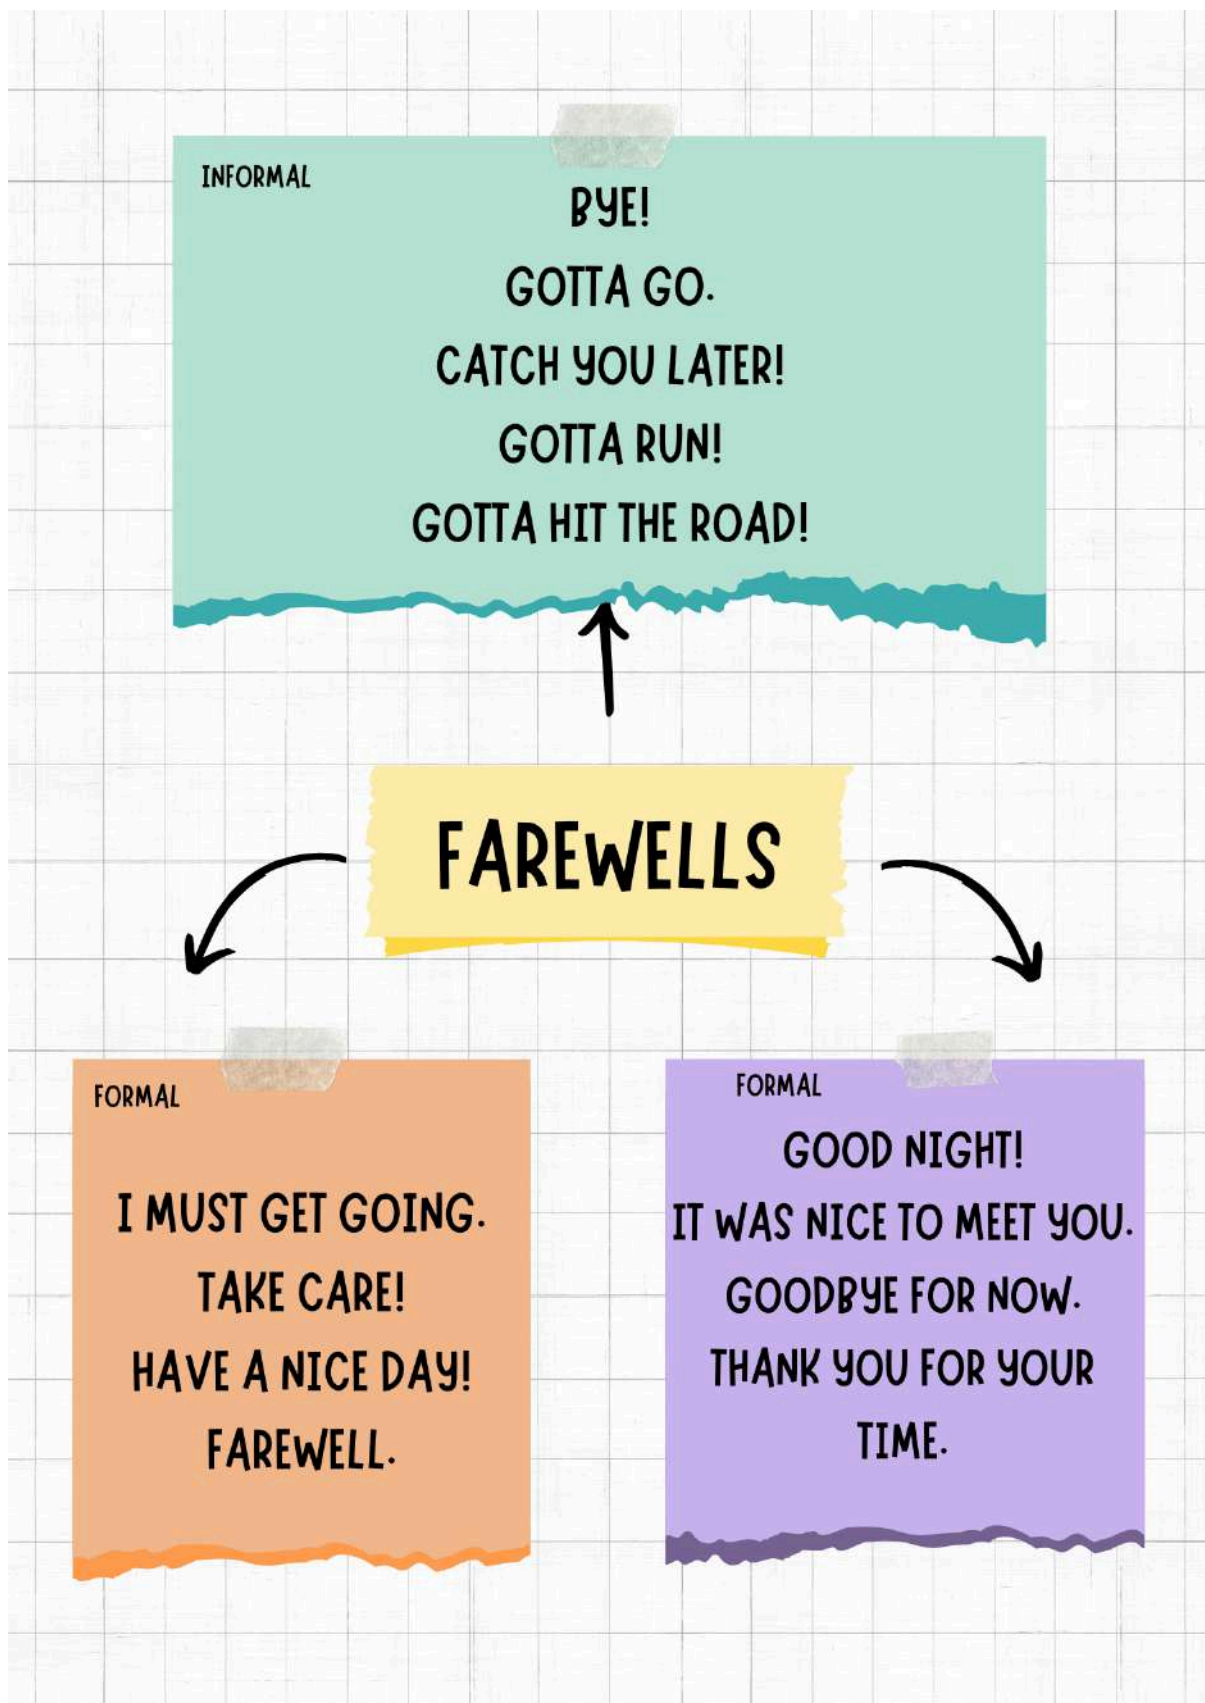 INFORMAL
BYE!
GOTTA GO.
CATCH YOU LATER!
GOTTA RUN!
GOTTA HIT THE ROAD!
FAREWELLS
FORMAL
I MUST GET GOING.
TAKE CARE!
HAVE A NICE DAY!
FAREWELL.
FORMAL
GOOD NIGHT!
IT WAS NICE TO MEET YOU.
GOODBYE FOR NOW.
THANK YOU FOR YOUR
TIME.